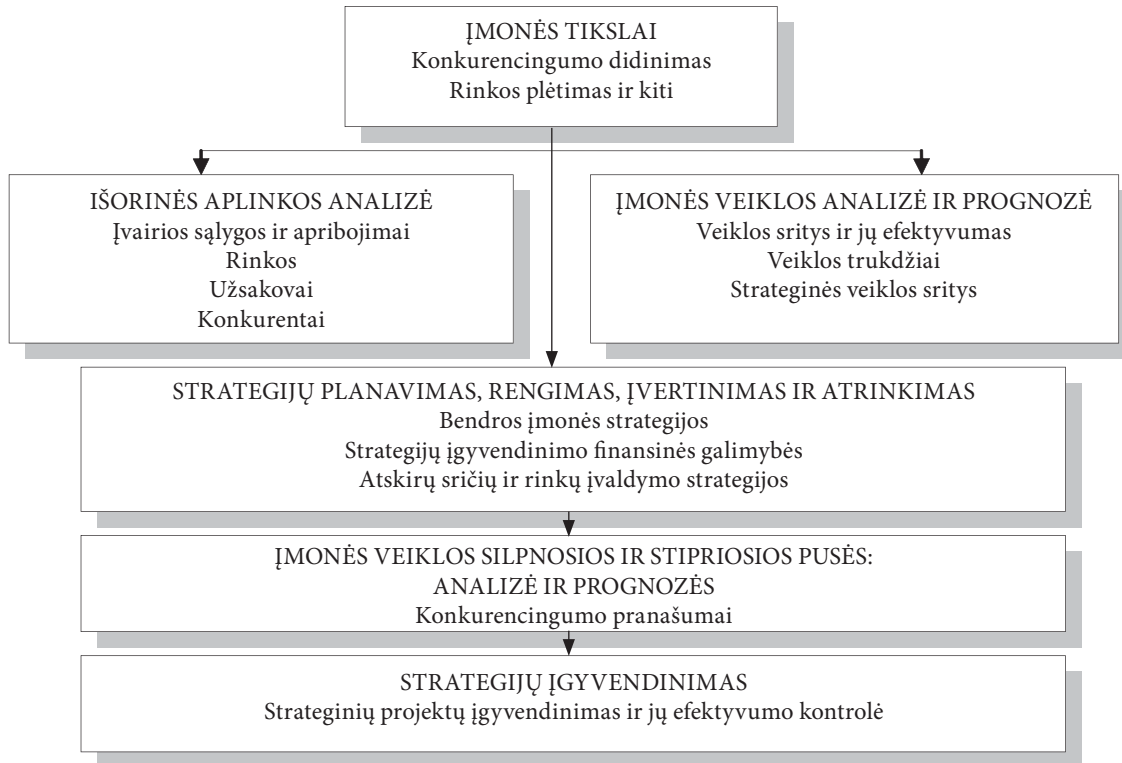 ĮMONĖS TIKSLAI
Konkurencingumo didinimas
Rinkos plėtimas ir kiti
IŠORINĖS APLINKOS ANALIZĖ
Įvairios sąlygos ir apribojimai
Rinkos
Užsakovai
Konkurentai
ĮMONĖS VEIKLOS ANALIZĖ IR PROGNOZĖ
Veiklos sritys ir jų efektyvumas
Veiklos trukdžiai
Strateginės veiklos sritys
STRATEGIJŲ PLANAVIMAS, RENGIMAS, ĮVERTINIMAS IR ATRINKIMAS
Bendros įmonės strategijos
Strategijų įgyvendinimo finansinės galimybės
Atskirų sričių ir rinkų įvaldymo strategijos
ĮMONĖS VEIKLOS SILPNOSIOS IR STIPRIOSIOS PUSĖS:
ANALIZĖ IR PROGNOZĖS
Konkurencingumo pranašumai
STRATEGIJŲ ĮGYVENDINIMAS
Strateginių projektų įgyvendinimas ir jų efektyvumo kontrolė